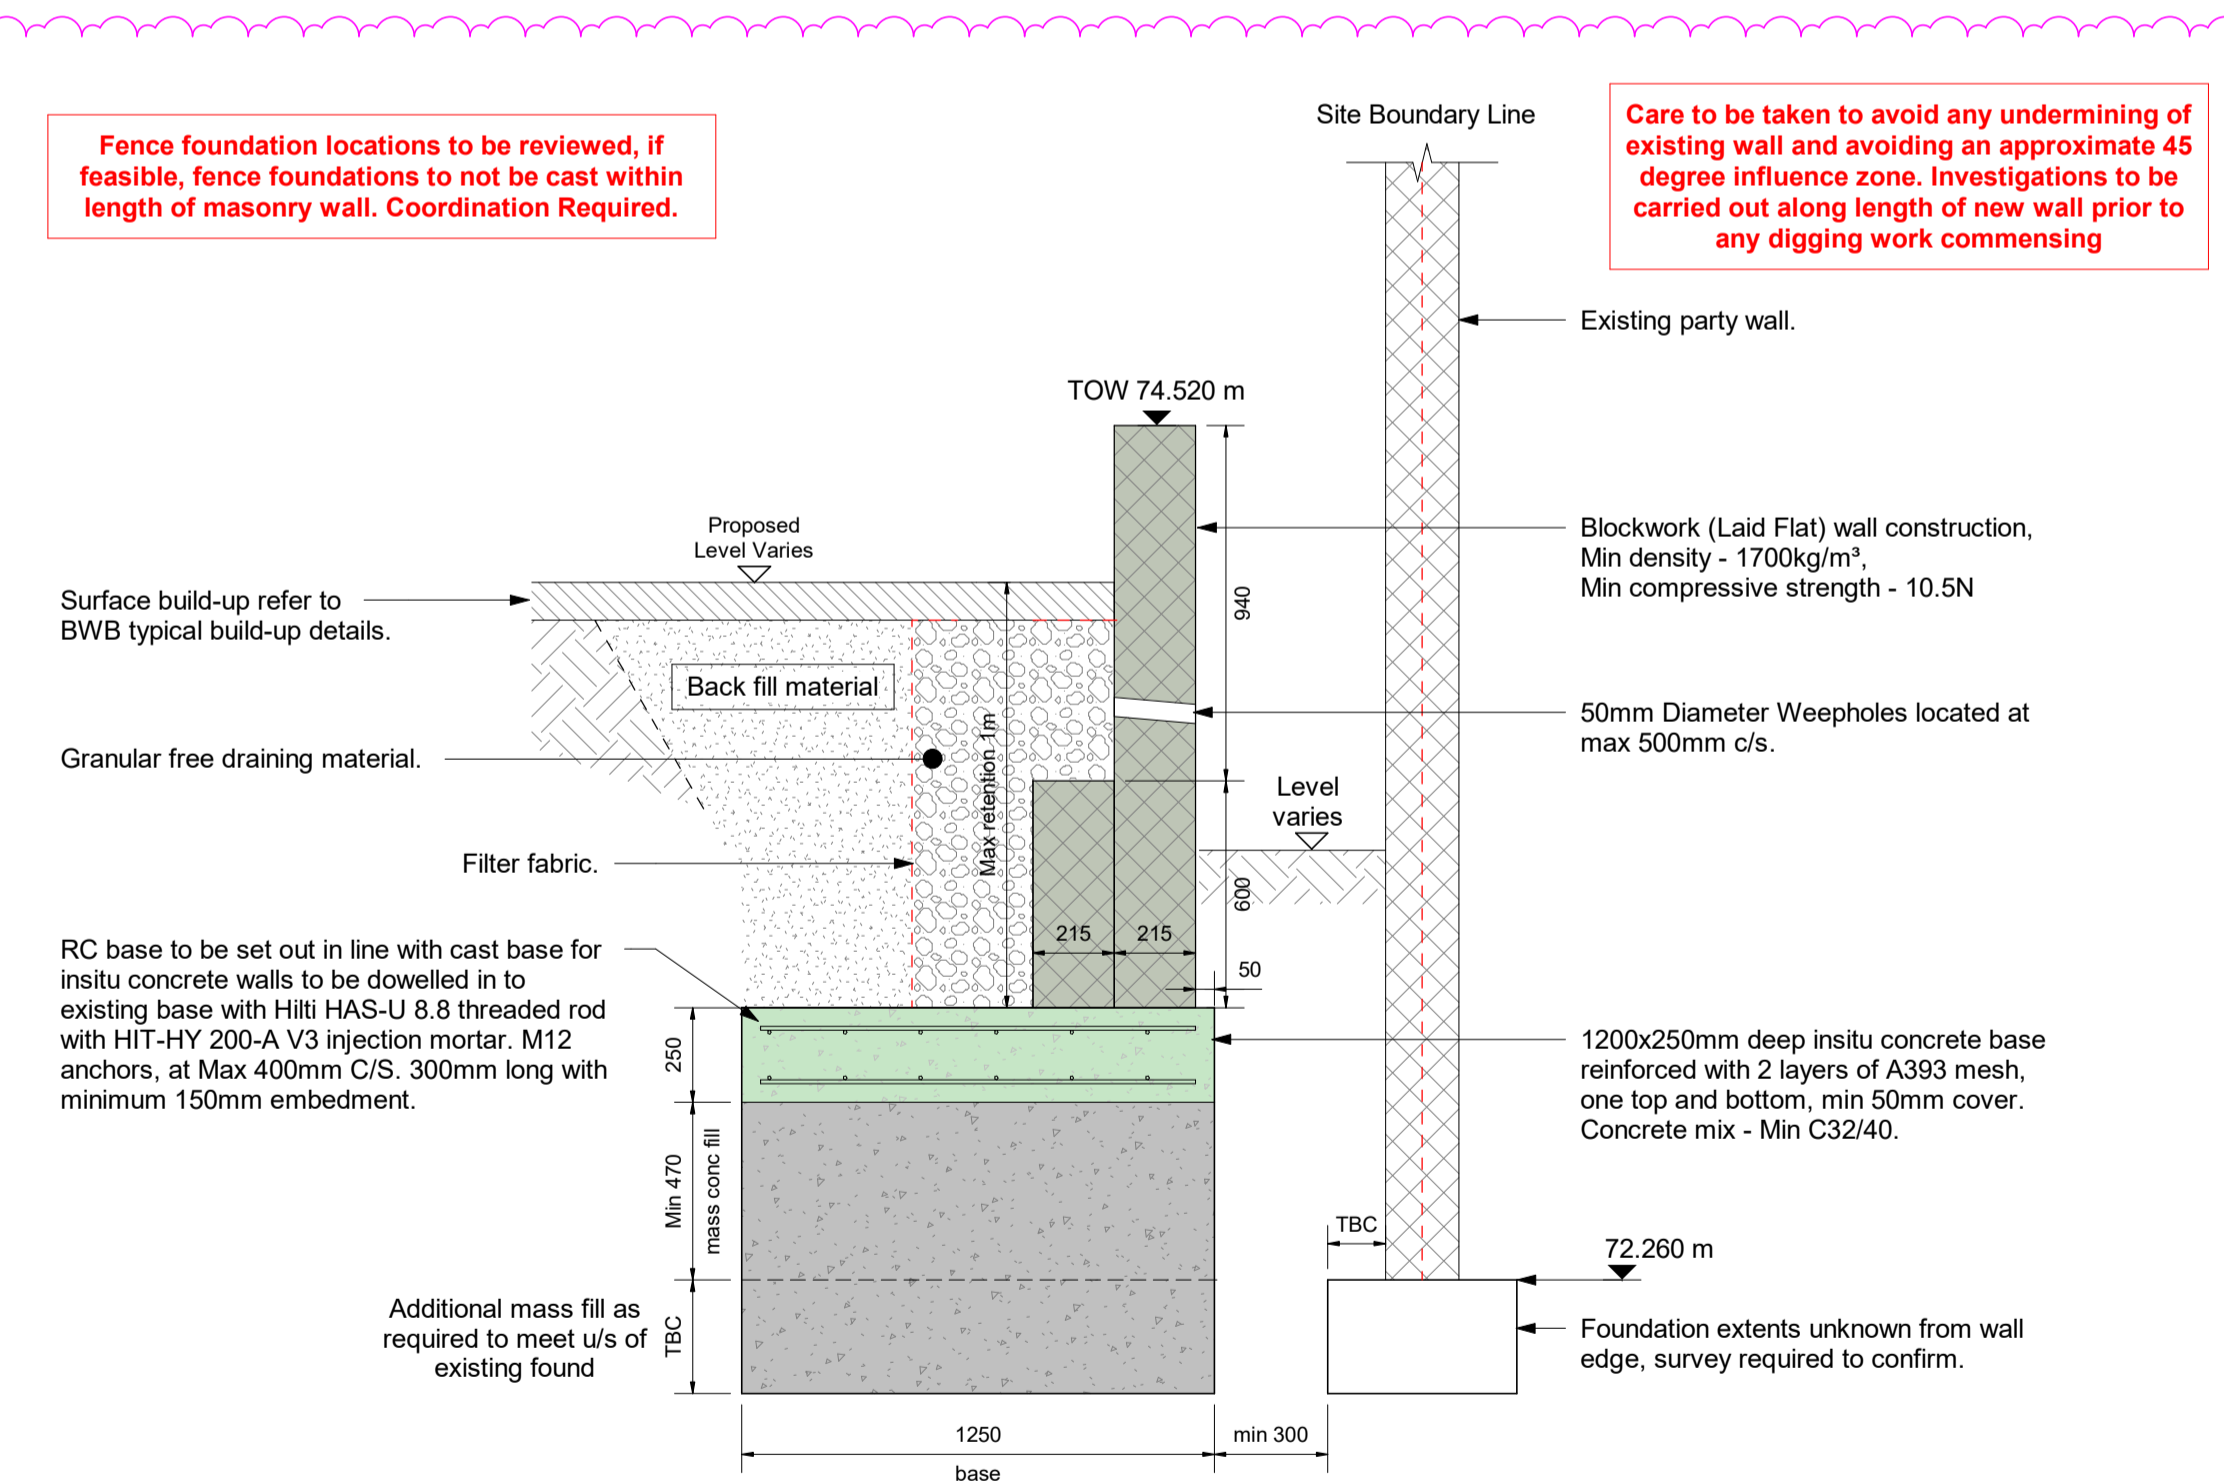 Fence foundation locations to be reviewed, if
feasible, fence foundations to not be cast within
length of masonry wall. Coordination Required.
Site Boundary Line
Care to be taken to avoid any undermining of
existing wall and avoiding an approximate 45
degree influence zone. Investigations to be
carried out along length of new wall prior to
any digging work commensing
Existing party wall.
TOW 74.520 m
Proposed
Level Varies
Blockwork (Laid Flat) wall construction,
Min density - 1700kg/m³,
Min compressive strength - 10.5N
Surface build-up refer to
BWB typical build-up details.
940
Back fill material
50mm Diameter Weepholes located at
max 500mm c/s.
Granular free draining material.
Max retention 1m
Level
varies
Filter fabric.
600
215
215
50
RC base to be set out in line with cast base for
insitu concrete walls to be dowelled in to
existing base with Hilti HAS-U 8.8 threaded rod
with HIT-HY 200-A V3 injection mortar. M12
anchors, at Max 400mm C/S. 300mm long with
minimum 150mm embedment.
250
1200x250mm deep insitu concrete base
reinforced with 2 layers of A393 mesh,
one top and bottom, min 50mm cover.
Concrete mix - Min C32/40.
Min 470
mass conc fill
TBC
72.260 m
Additional mass fill as
required to meet u/s of
existing found
TBC
Foundation extents unknown from wall
edge, survey required to confirm.
1250
base
min 300